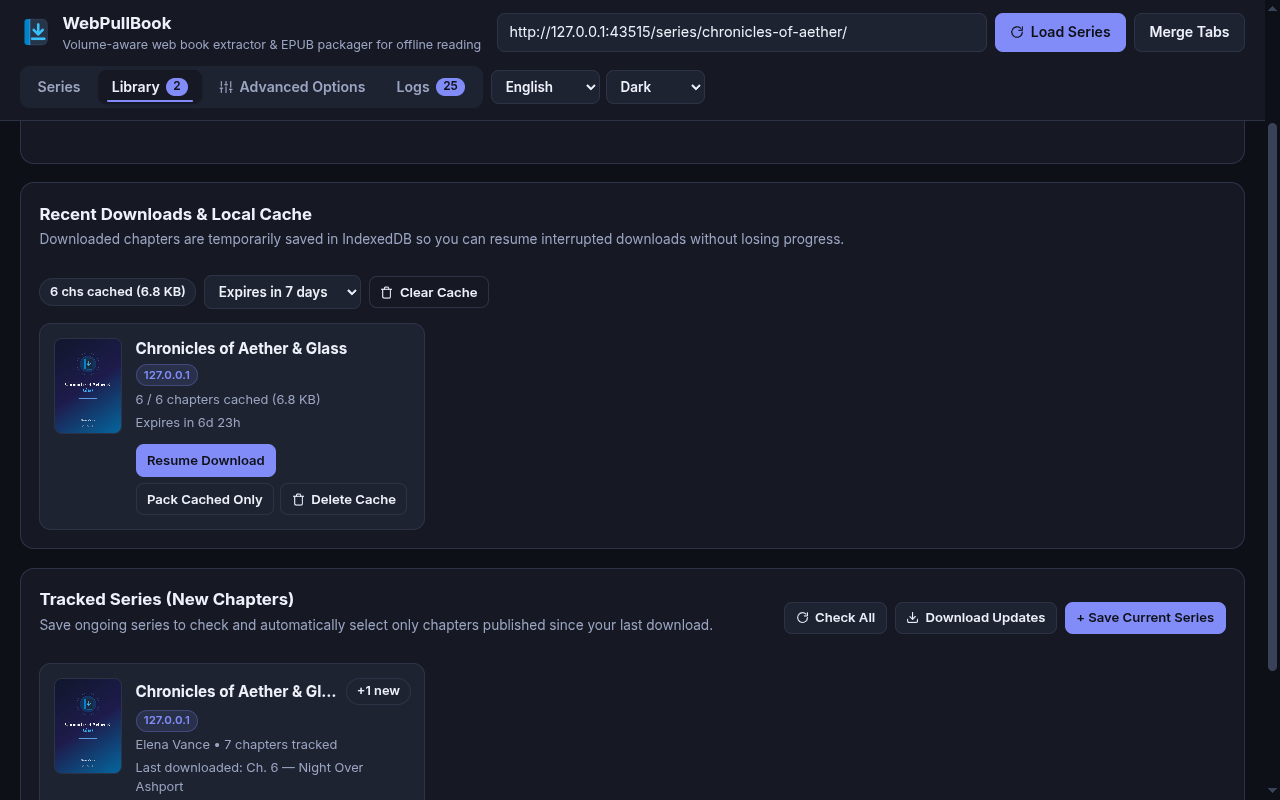 WebPullBook
Volume-aware web book extractor & EPUB packager for offline reading
http://127.0.0.1:43515/series/chronicles-of-aether/
Load Series
Merge Tabs
Series
Library 2
Advanced Options
Logs 25
English
Dark
Recent Downloads & Local Cache
Downloaded chapters are temporarily saved in IndexedDB so you can resume interrupted downloads without losing progress.
6 chs cached (6.8 KB)
Expires in 7 days
Clear Cache
Chronicles of Aether & Glass
127.0.0.1
6 / 6 chapters cached (6.8 KB)
Expires in 6d 23h
Resume Download
Pack Cached Only
Delete Cache
Tracked Series (New Chapters)
Save ongoing series to check and automatically select only chapters published since your last download.
Check All
Download Updates
+ Save Current Series
Chronicles of Aether & Gl...
+1 new
127.0.0.1
Elena Vance • 7 chapters tracked
Last downloaded: Ch. 6 — Night Over
Ashport